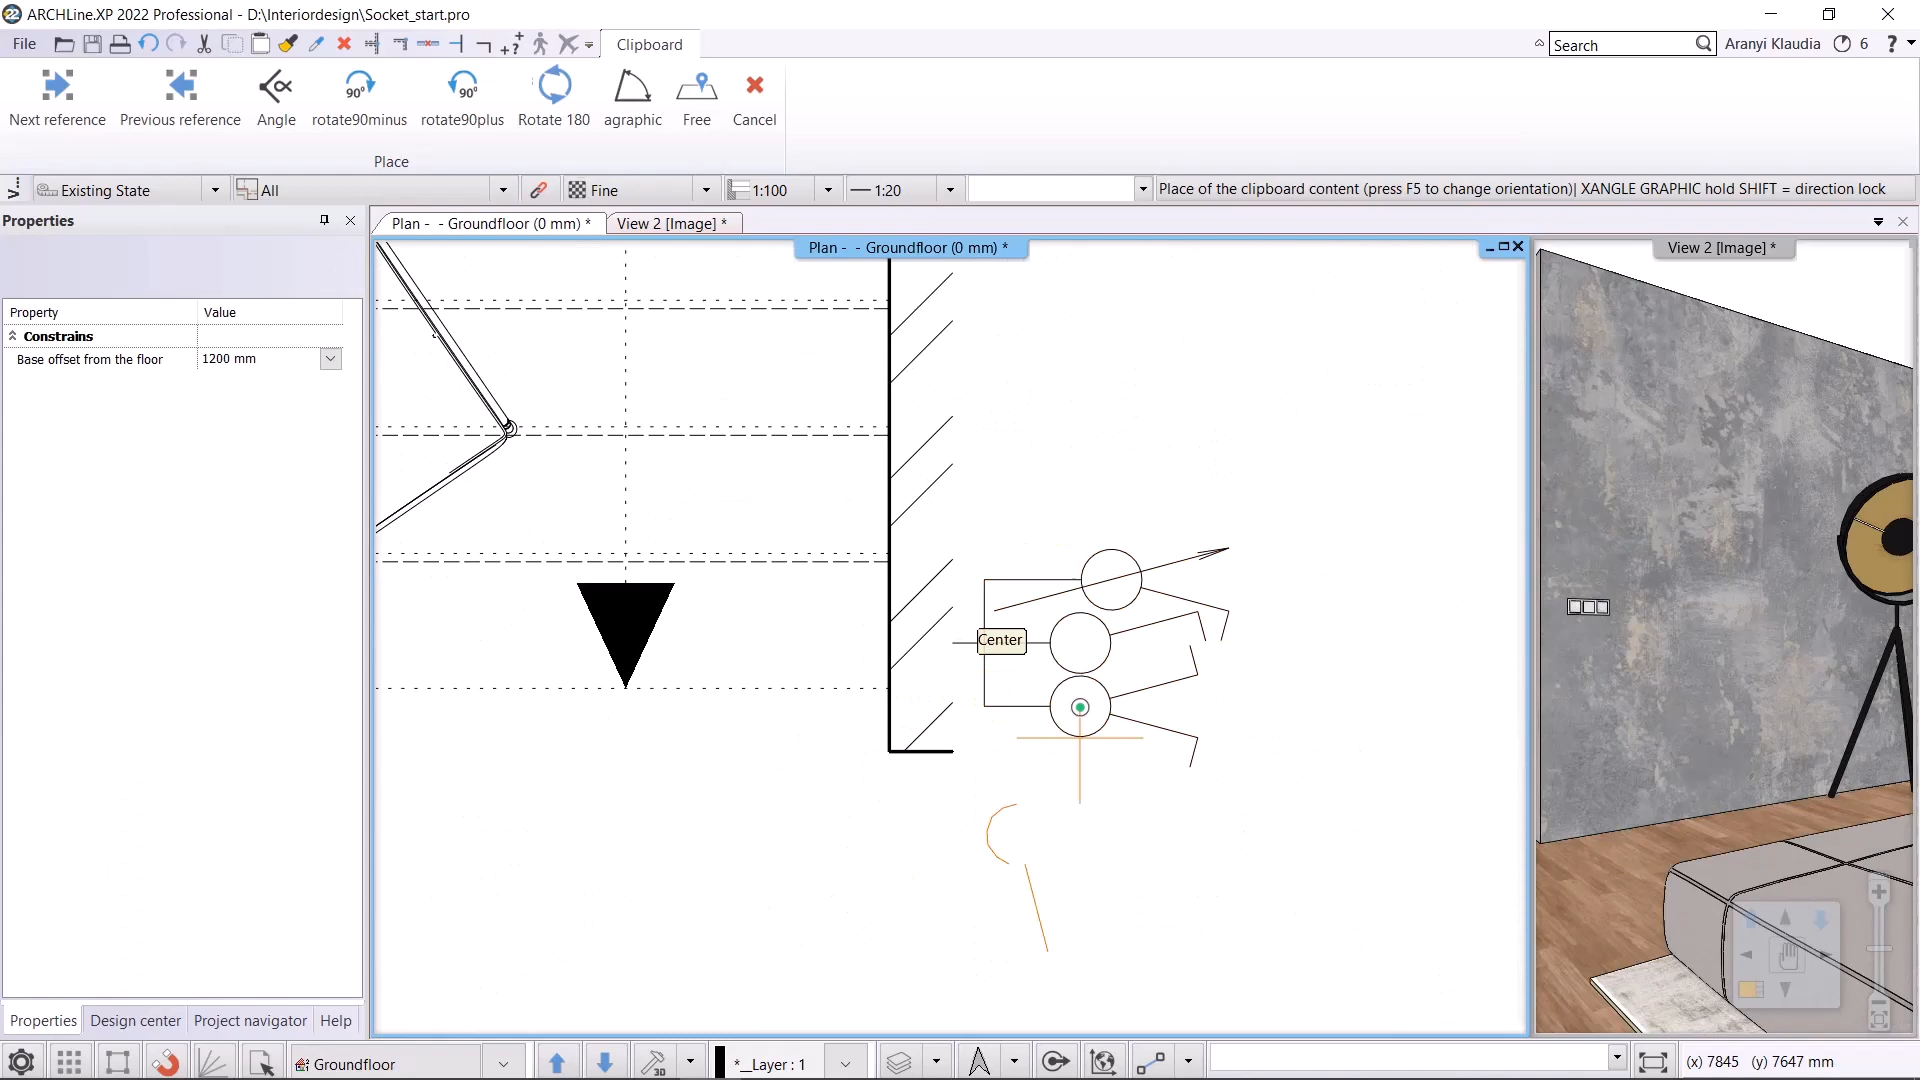 ARCHLine.XP 2022 Professional - D:\Interiordesign\Socket_start.pro
File
Clipboard
Search
Aranyi Klaudia
6
?
Next reference
Previous reference
Angle
90°
rotate90minus
90°
rotate90plus
Rotate 180
agraphic
Free
Cancel
Place
Existing State
All
Fine
1:100
1:20
Place of the clipboard content (press F5 to change orientation)| XANGLE GRAPHIC hold SHIFT = direction lock
Properties
Plan - - Groundfloor (0 mm) *
View 2 [Image] *
Plan - - Groundfloor (0 mm) *
View 2 [Image] *
Property
Value
Constrains
Base offset from the floor
1200 mm
Center
Properties
Design center
Project navigator
Help
Groundfloor
3D
*__Layer : 1
(x) 7845
(y) 7647 mm